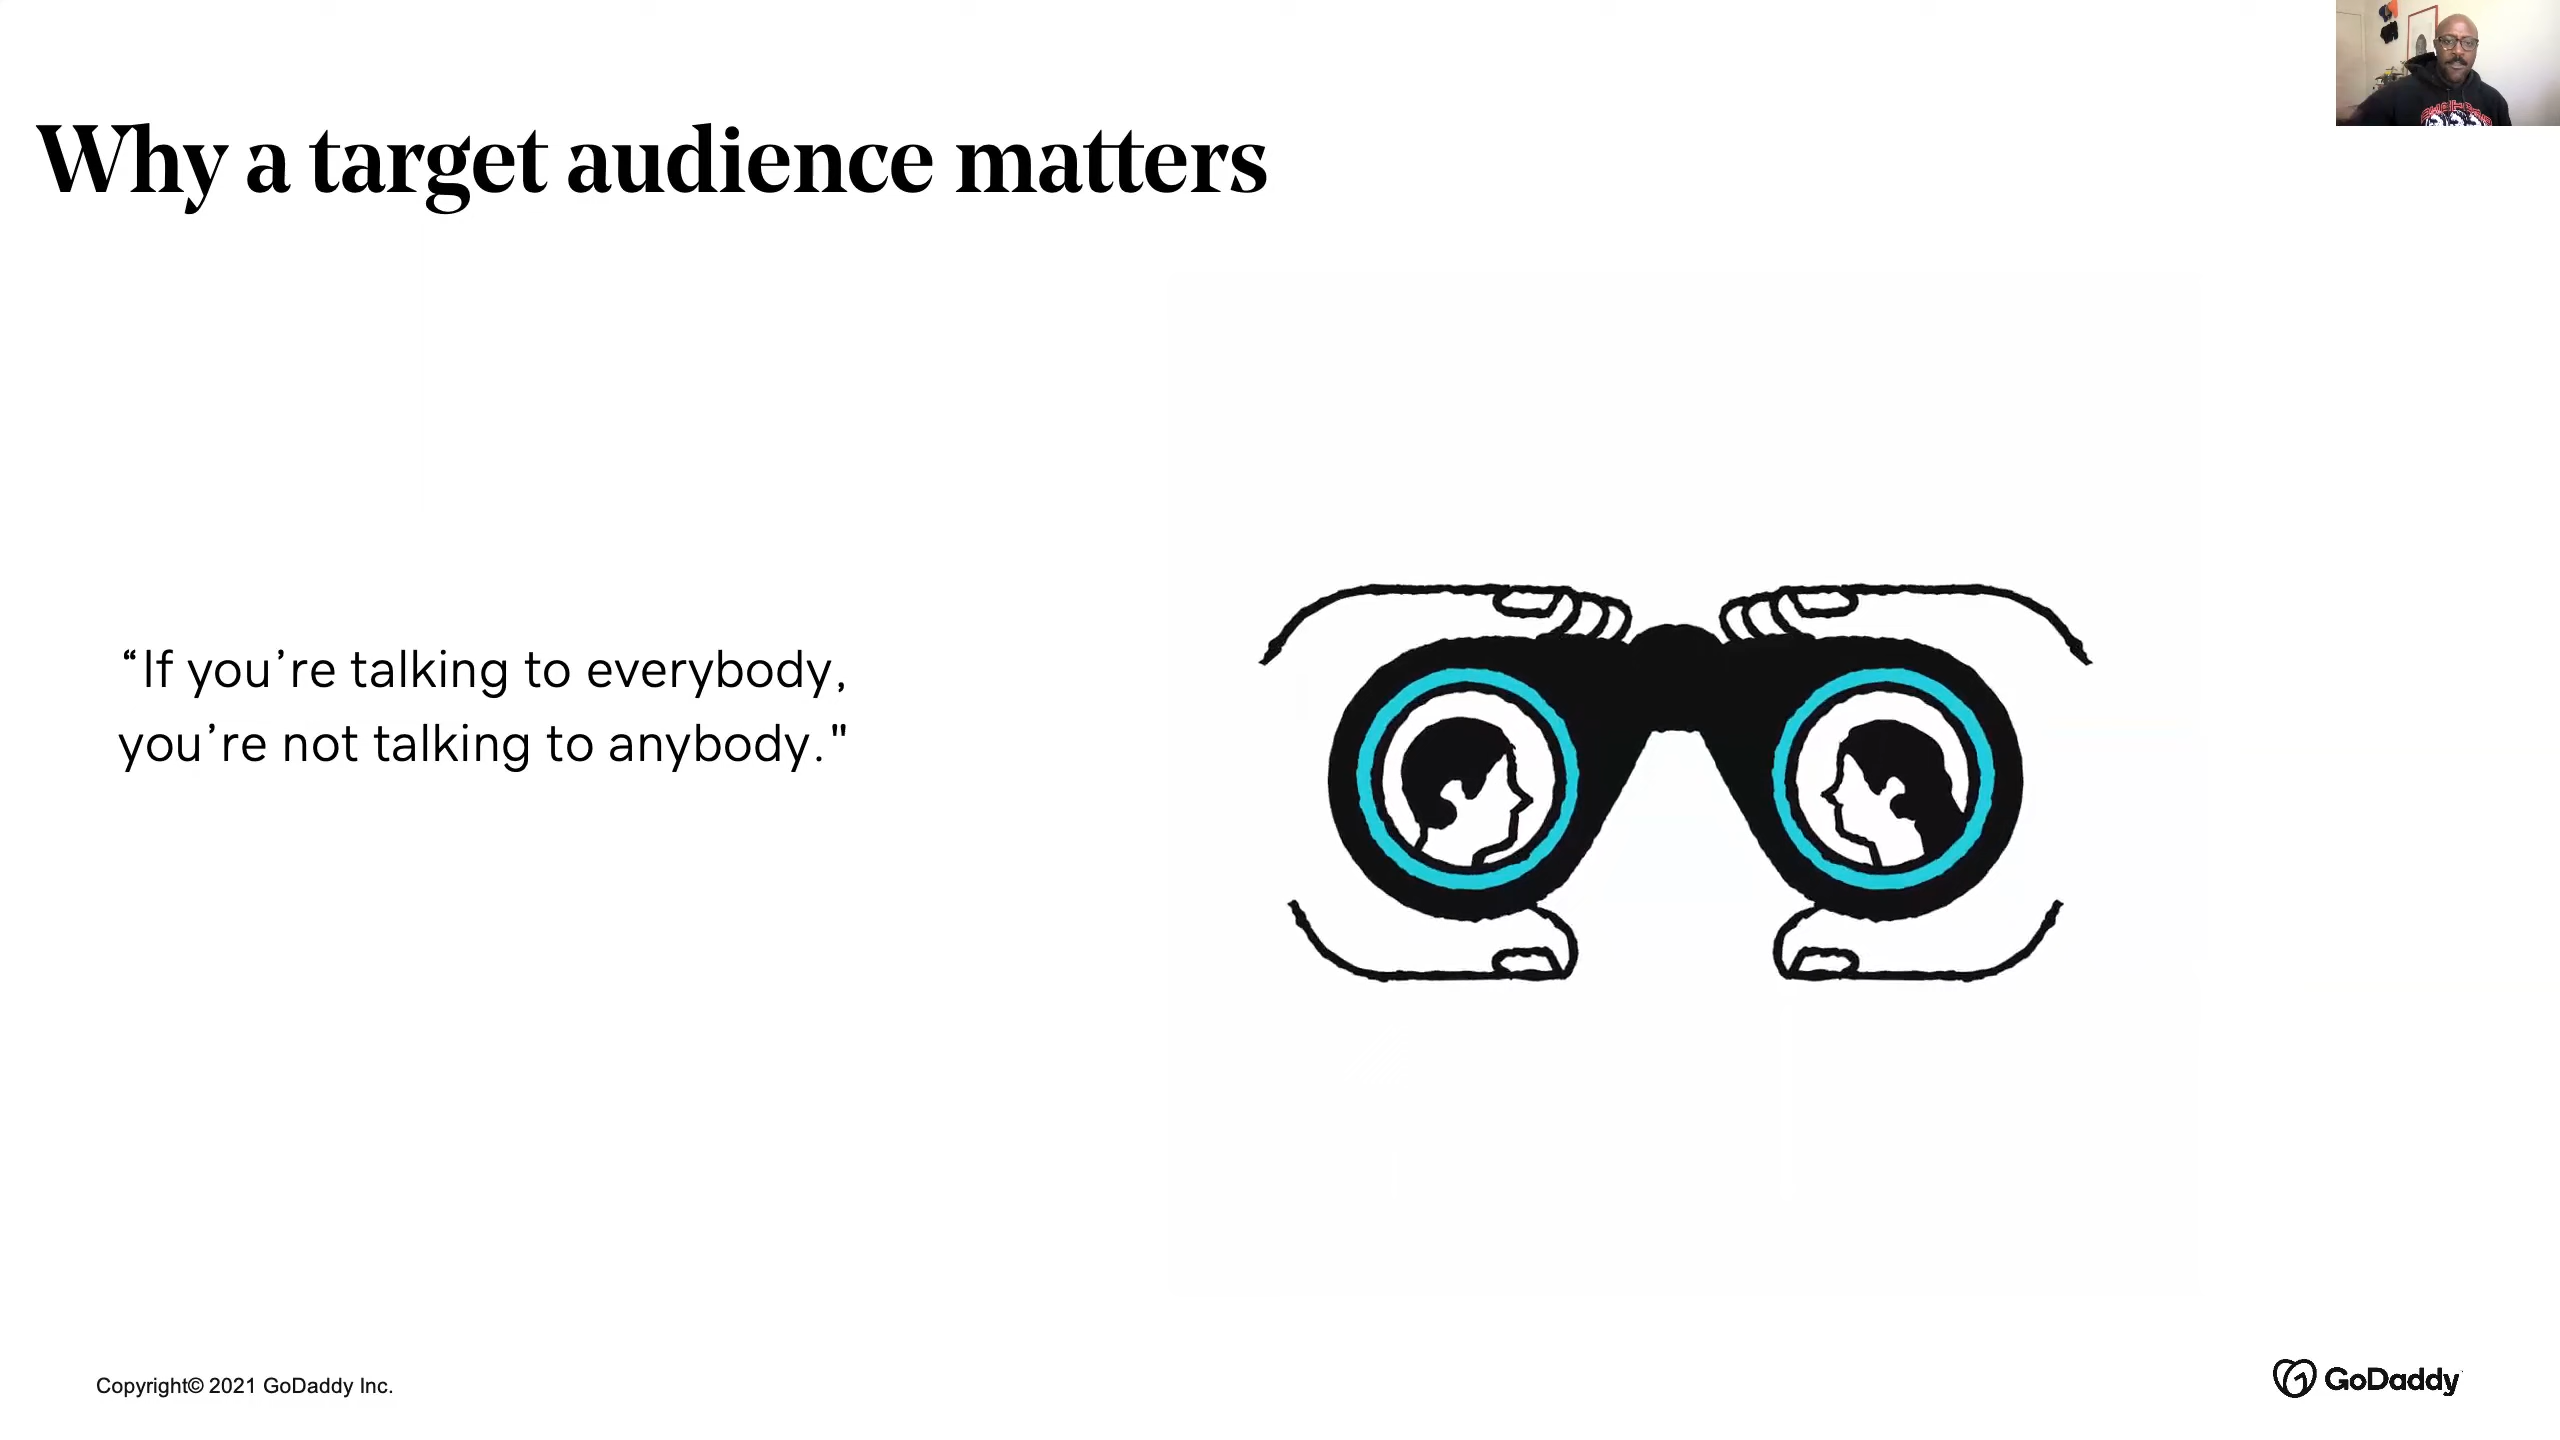 Why a target audience matters
“If you’re talking to everybody,
you’re not talking to anybody."
Copyright© 2021 GoDaddy Inc.
GoDaddy